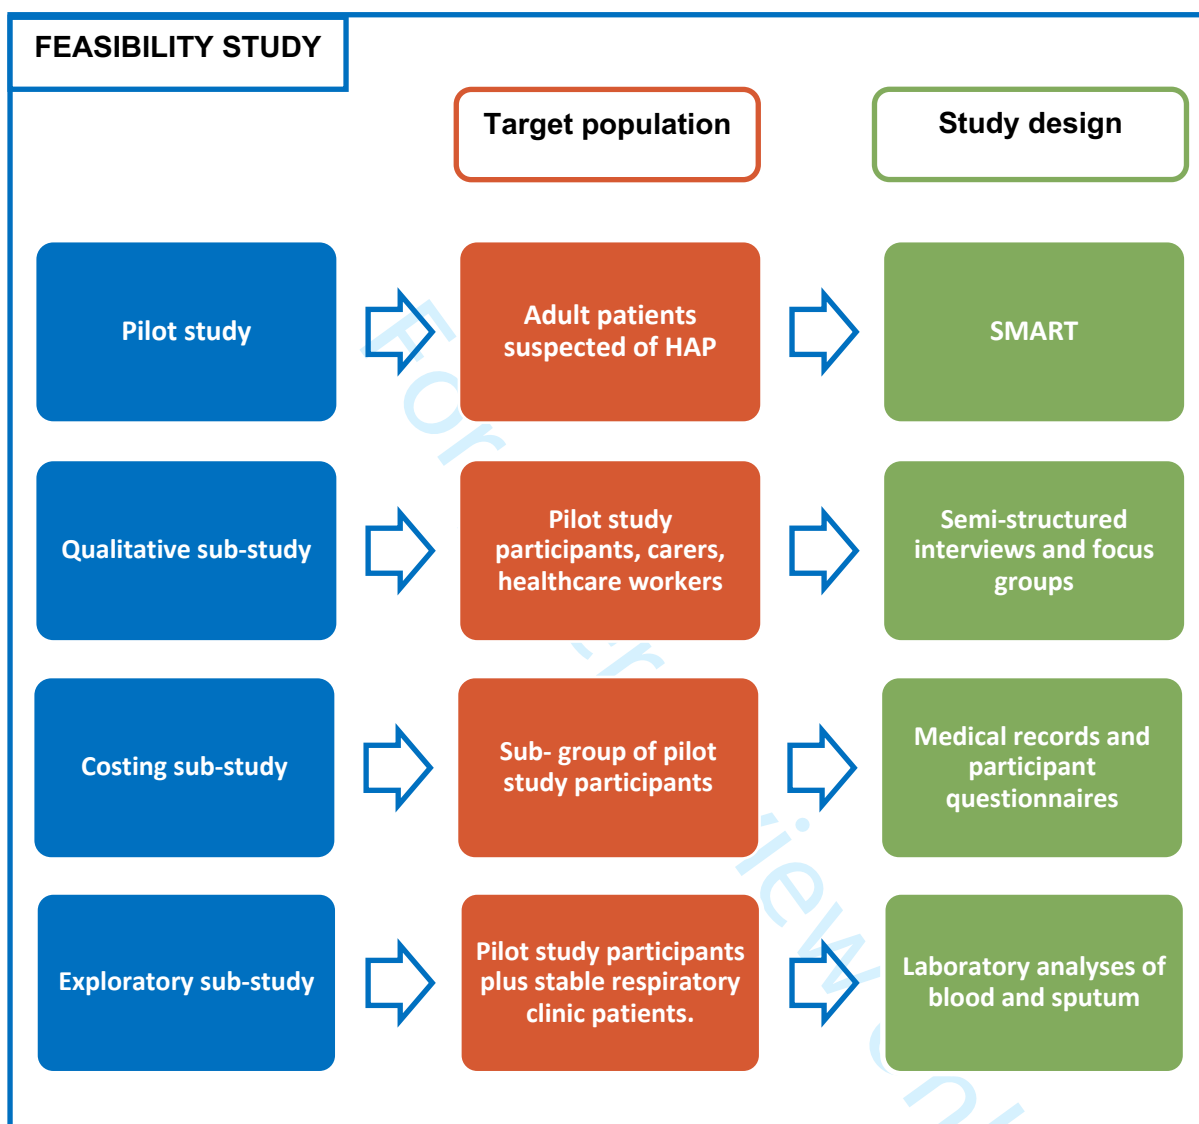 FEASIBILITY STUDY
Target population
Study design
Pilot study
Adult patients
suspected of HAP
SMART
Qualitative sub-study
Pilot study
participants, carers,
healthcare workers
Semi-structured
interviews and focus
groups
Costing sub-study
Sub- group of pilot
study participants
Medical records and
participant
questionnaires
Exploratory sub-study
Pilot study participants
plus stable respiratory
clinic patients.
Laboratory analyses of
blood and sputum
For